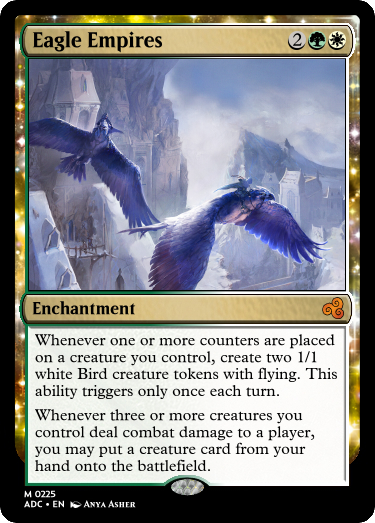 Eagle Empires 2
Enchantment
Whenever one or more counters are placed
on a creature you control, create two 1/1
white Bird creature tokens with flying. This
ability triggers only once each turn.
Whenever three or more creatures you
control deal combat damage to a player,
you may put a creature card from your
hand onto the battlefield.
M 0225
ADC • EN Anya Asher